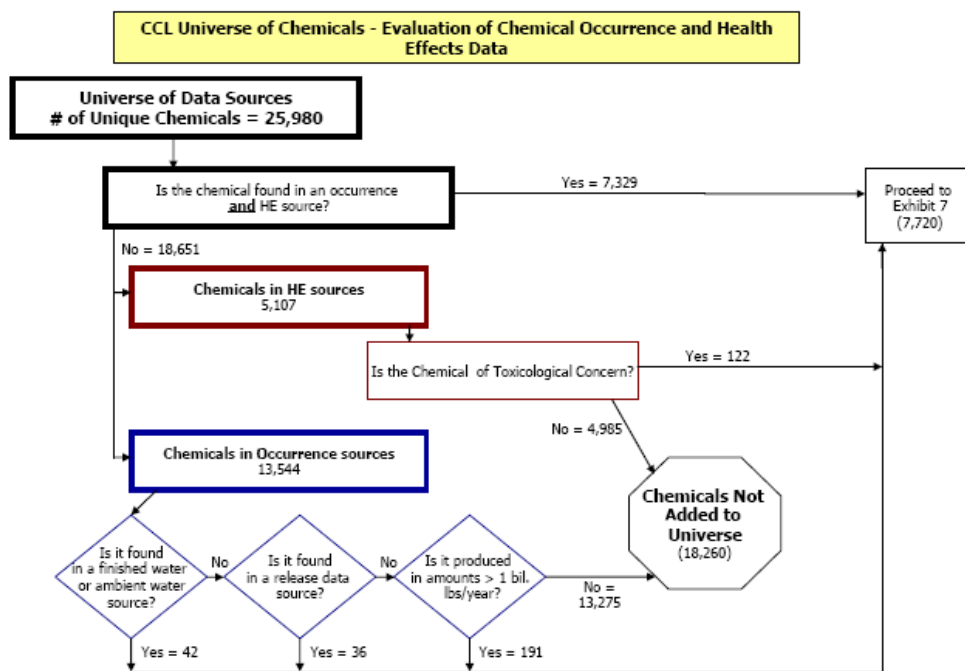 CCL Universe of Chemicals - Evaluation of Chemical Occurrence and Health
Effects Data
Universe of Data Sources
# of Unique Chemicals = 25,980
Is the chemical found in an occurrence
and HE source?
Yes = 7,329
Proceed to
Exhibit 7
(7,720)
No = 18,651
Chemicals in HE sources
5,107
Is the Chemical of Toxicological Concern?
Yes = 122
No = 4,985
Chemicals in Occurrence sources
13,544
Chemicals Not
Added to
Universe
(18,260)
Is it found
in a finished water
or ambient water
source?
No
Is it found
in a release data
source?
No
Is it produced
in amounts > 1 bil.
lbs/year?
No =
13,275
Yes = 42
Yes = 36
Yes = 191